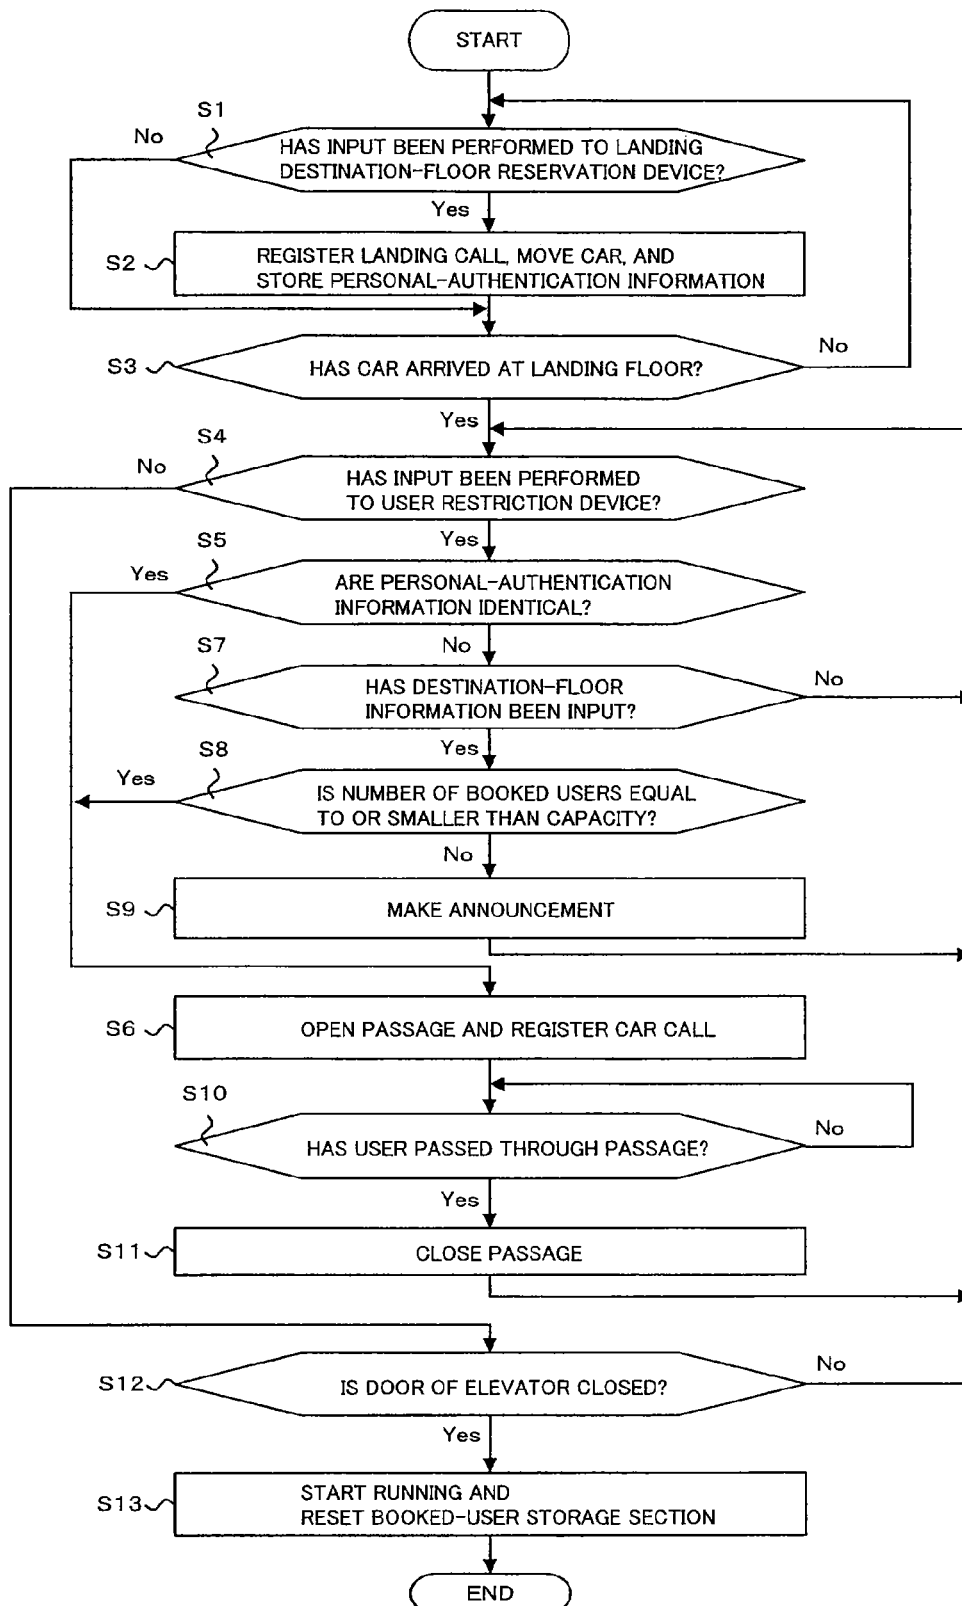 START
S1
No
HAS INPUT BEEN PERFORMED TO LANDING
DESTINATION-FLOOR RESERVATION DEVICE?
Yes
S2
REGISTER LANDING CALL, MOVE CAR, AND
STORE PERSONAL-AUTHENTICATION INFORMATION
S3
HAS CAR ARRIVED AT LANDING FLOOR?
No
Yes
S4
No
HAS INPUT BEEN PERFORMED
TO USER RESTRICTION DEVICE?
Yes
S5
Yes
ARE PERSONAL-AUTHENTICATION
INFORMATION IDENTICAL?
No
S7
No
HAS DESTINATION-FLOOR
INFORMATION BEEN INPUT?
Yes
S8
Yes
IS NUMBER OF BOOKED USERS EQUAL
TO OR SMALLER THAN CAPACITY?
No
S9
MAKE ANNOUNCEMENT
S6
OPEN PASSAGE AND REGISTER CAR CALL
S10
HAS USER PASSED THROUGH PASSAGE?
No
Yes
S11
CLOSE PASSAGE
S12
IS DOOR OF ELEVATOR CLOSED?
No
Yes
S13
START RUNNING AND
RESET BOOKED-USER STORAGE SECTION
END